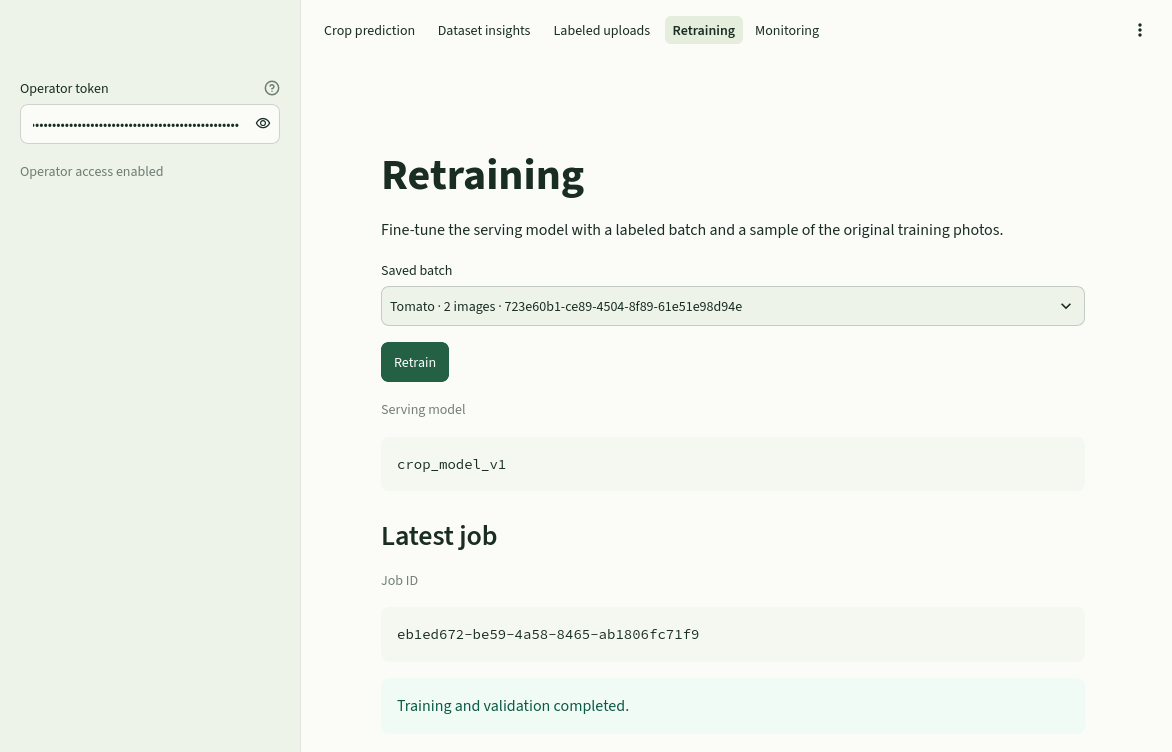 Crop prediction Dataset insights Labeled uploads Retraining Monitoring
Operator token
Operator access enabled
Retraining
Fine-tune the serving model with a labeled batch and a sample of the original training photos.
Saved batch
Tomato · 2 images · 723e60b1-ce89-4504-8f89-61e51e98d94e
Retrain
Serving model
crop_model_v1
Latest job
Job ID
eb1ed672-be59-4a58-8465-ab1806fc71f9
Training and validation completed.